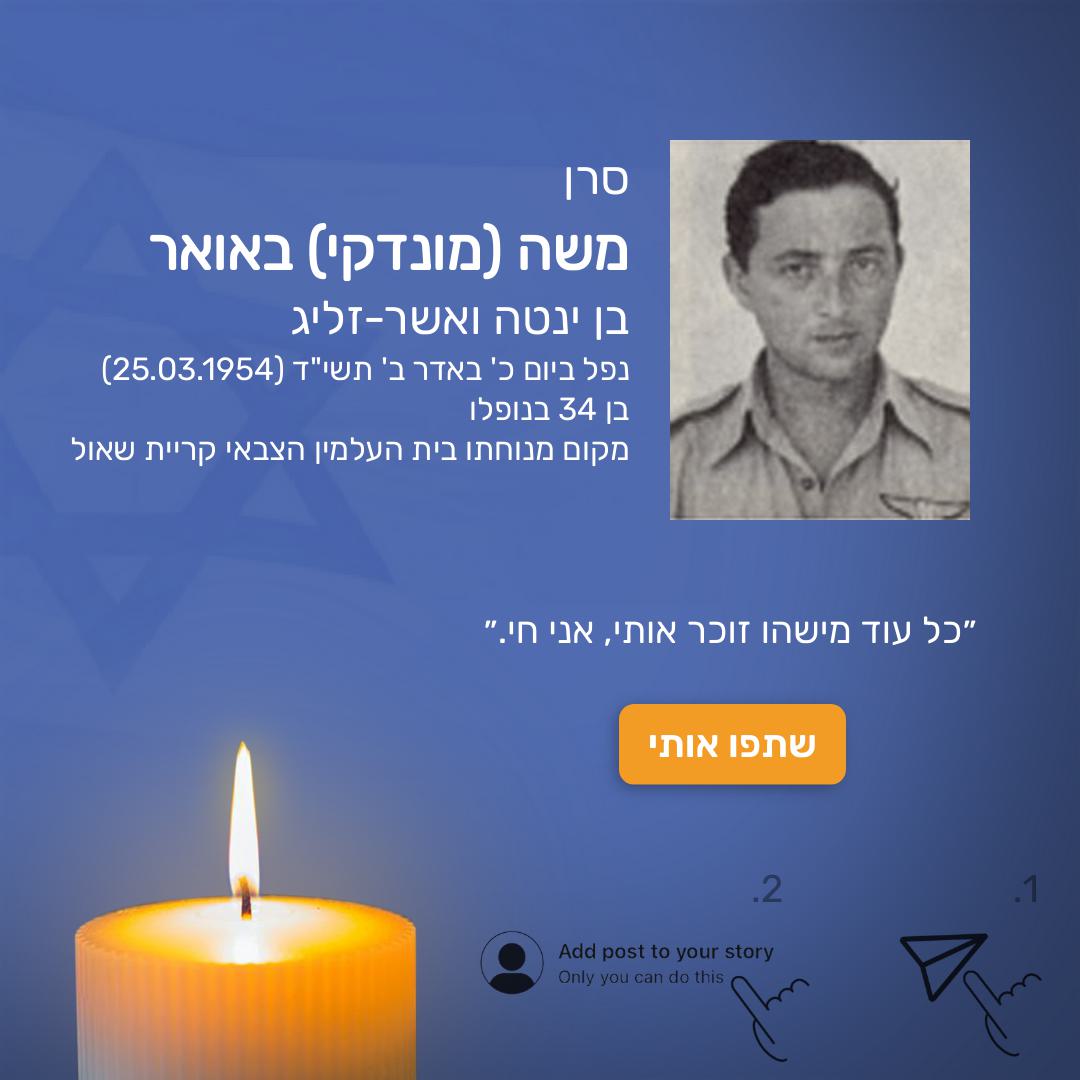 סרן
משה (מונדקי) באואר
בן ינטה ואשר-זליג
נפל ביום כ' באדר ב' תשי"ד (25.03.1954)
בן 34 בנופלו
מקום מנוחתו בית העלמין הצבאי קריית שאול
״כל עוד מישהו זוכר אותי, אני חי.״
שתפו אותי
1.
2.
Add post to your story
Only you can do this